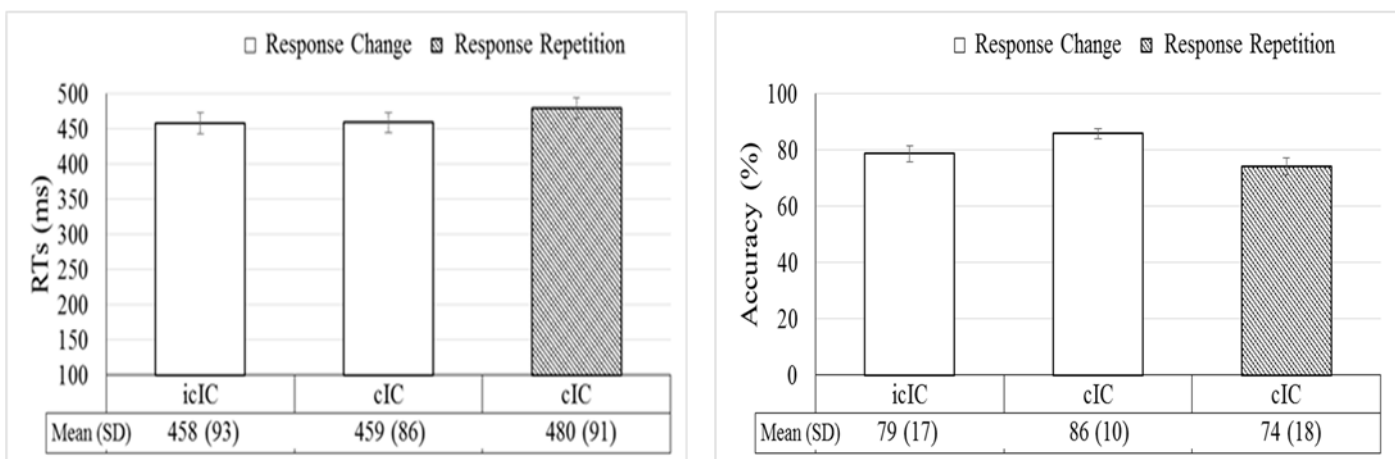 Response Change Response Repetition
500
450
400
350
300
250
200
150
100
RTs (ms)
icIC cIC cIC
Mean (SD) 458 (93) 459 (86) 480 (91)
Response Change Response Repetition
100
80
60
40
20
0
Accuracy (%)
icIC cIC cIC
Mean (SD) 79 (17) 86 (10) 74 (18)